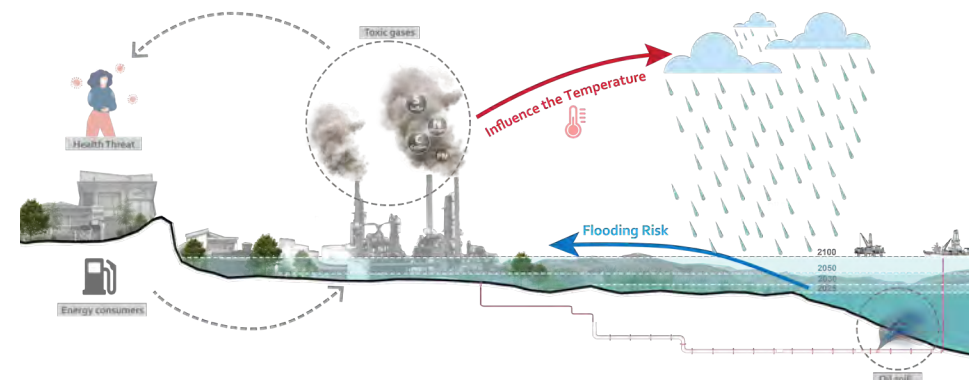 Toxic gases
Influence the Temperature
Health Threat
Flooding Risk
2100
2050
Energy consumers